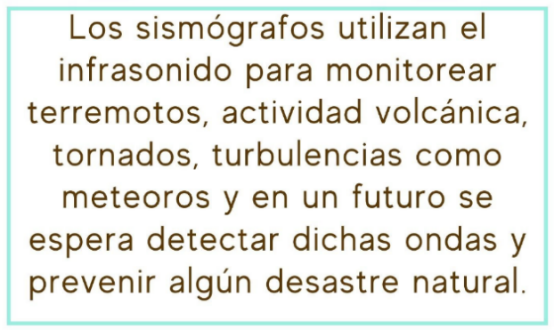 Los sismógrafos utilizan el
infrasonido para monitorear
terremotos, actividad volcánica,
tornados, turbulencias como
meteoros y en un futuro se
espera detectar dichas ondas y
prevenir algún desastre natural.